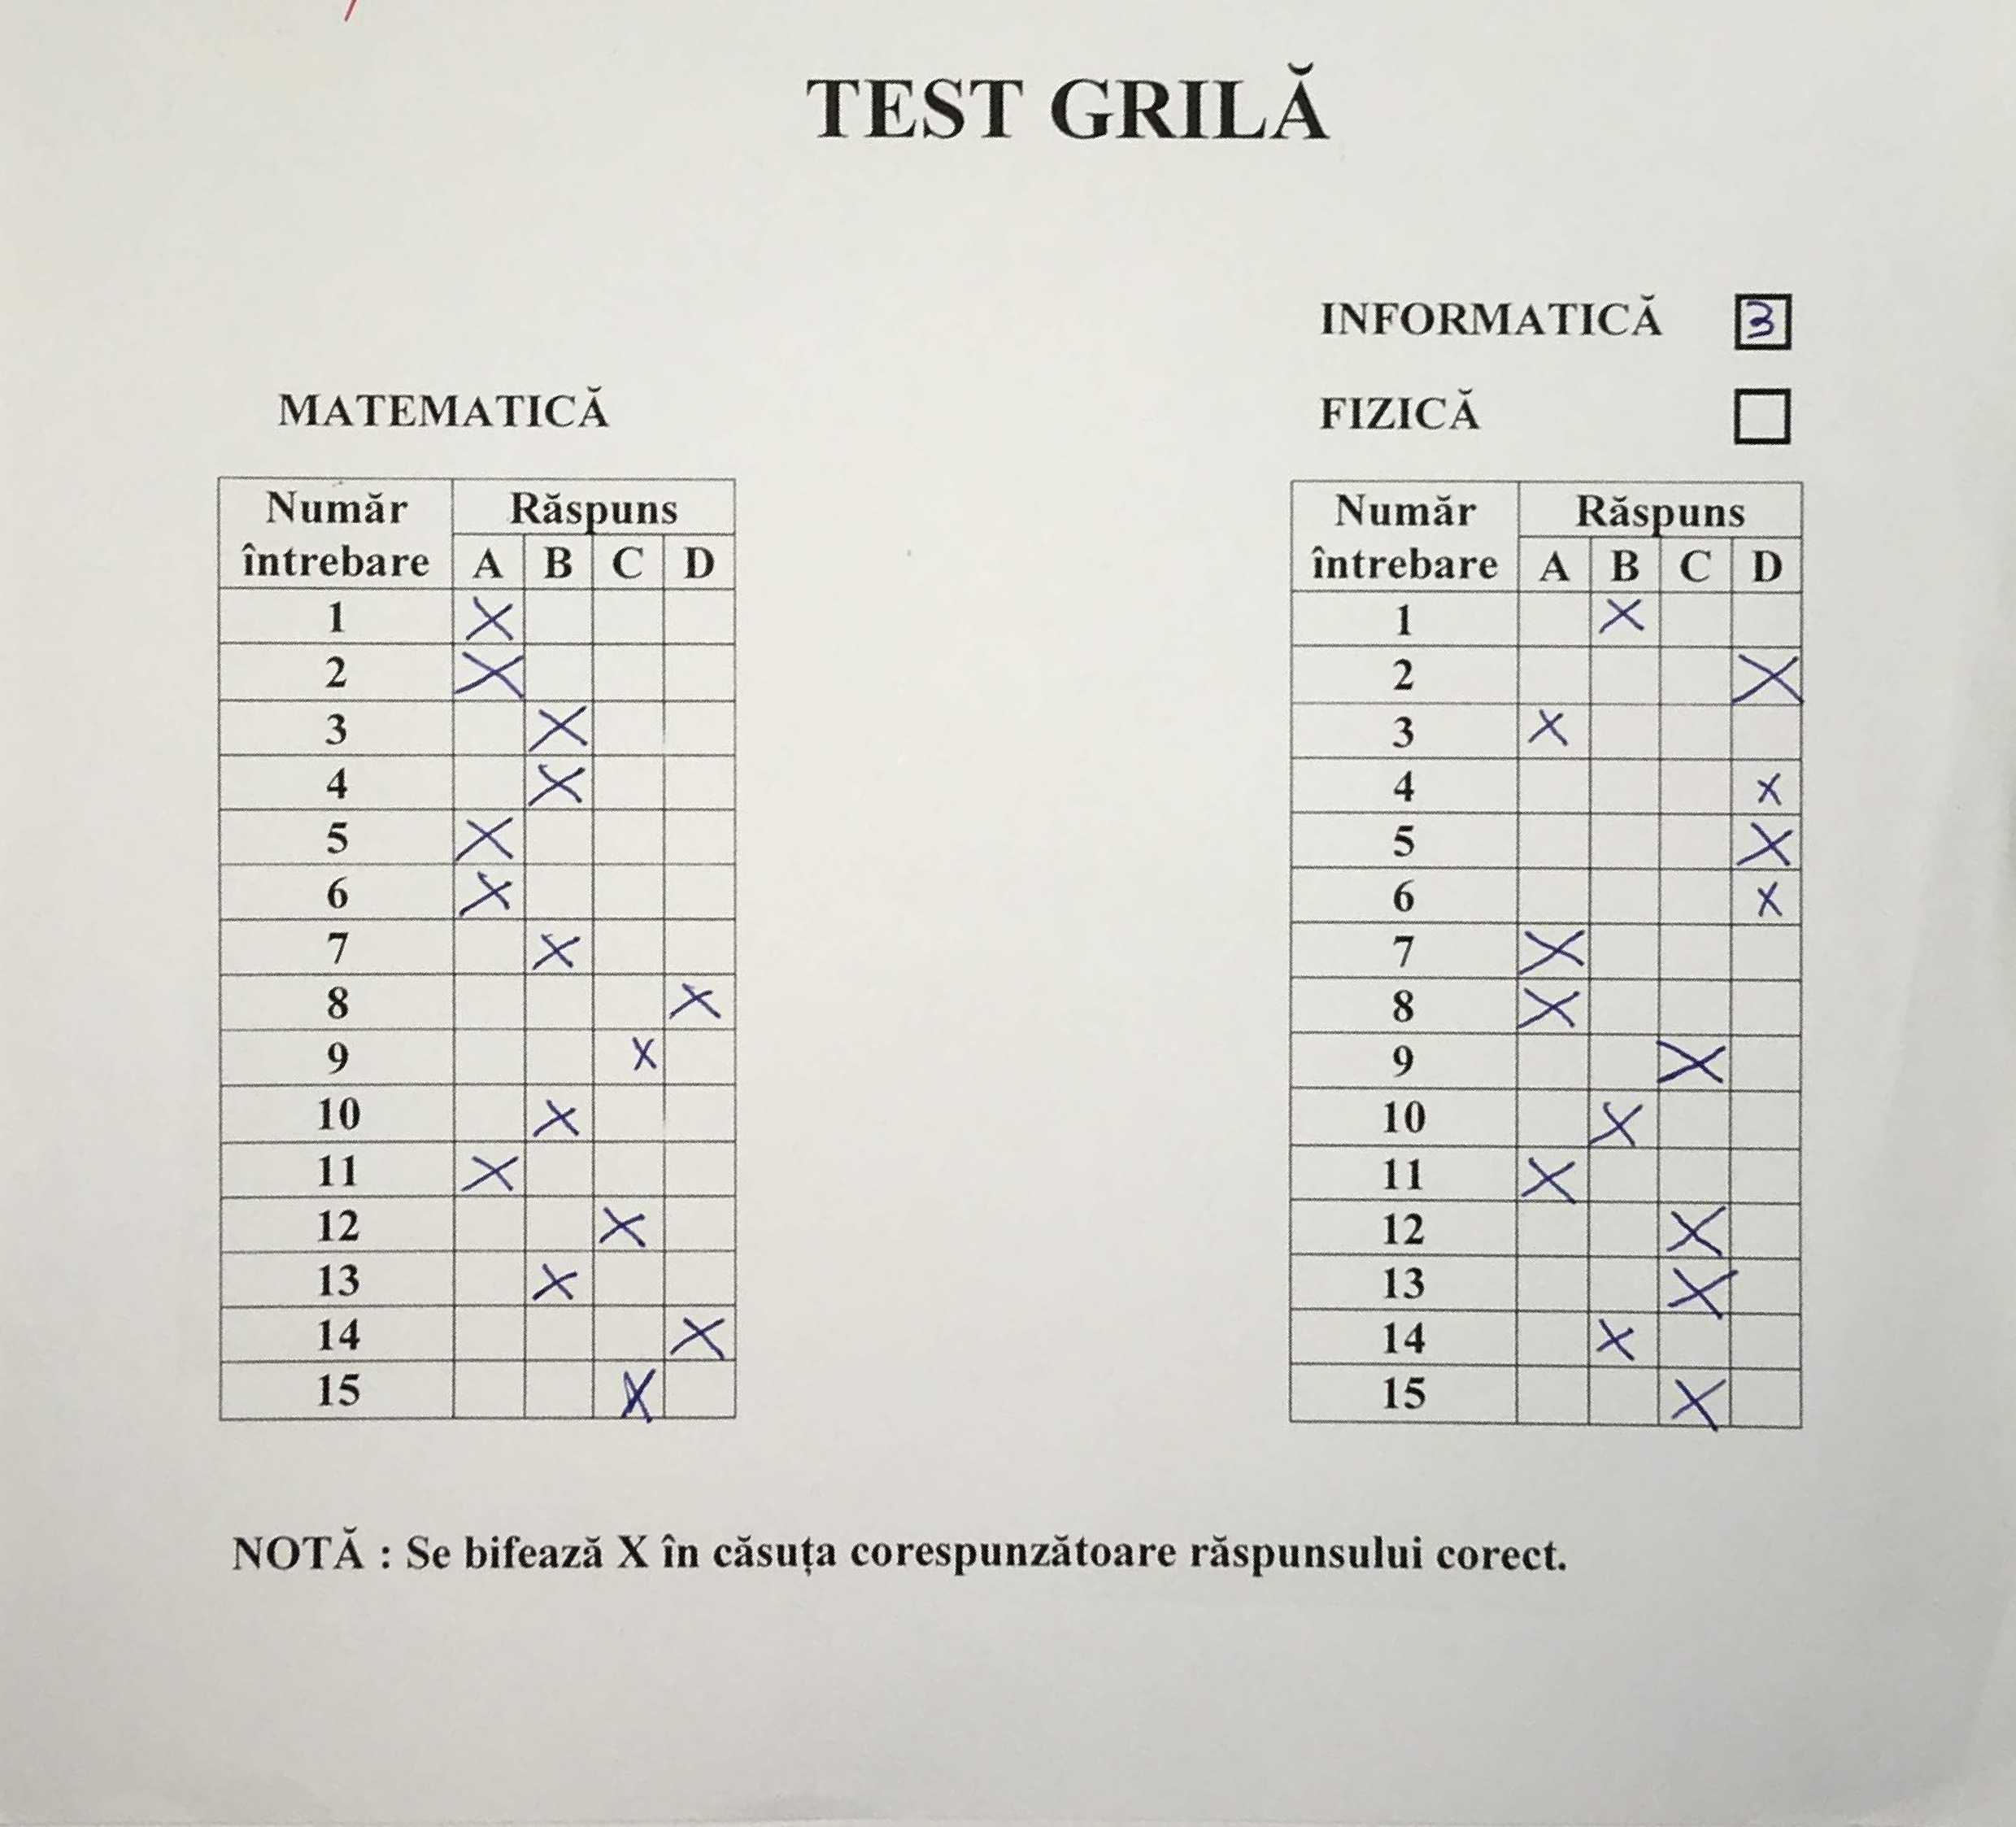 TEST GRILĂ
INFORMATICĂ 3
FIZICĂ
MATEMATICĂ
Număr întrebare Răspuns
A B C D
1 X
2 X
3 X
4 X
5 X
6 X
7 X
8 X
9 X
10 X
11 X
12 X
13 X
14 X
15 X
Număr întrebare Răspuns
A B C D
1 X
2 X
3 X
4 X
5 X
6 X
7 X
8 X
9 X
10 X
11 X
12 X
13 X
14 X
15 X
NOTĂ : Se bifează X în căsuța corespunzătoare răspunsului corect.